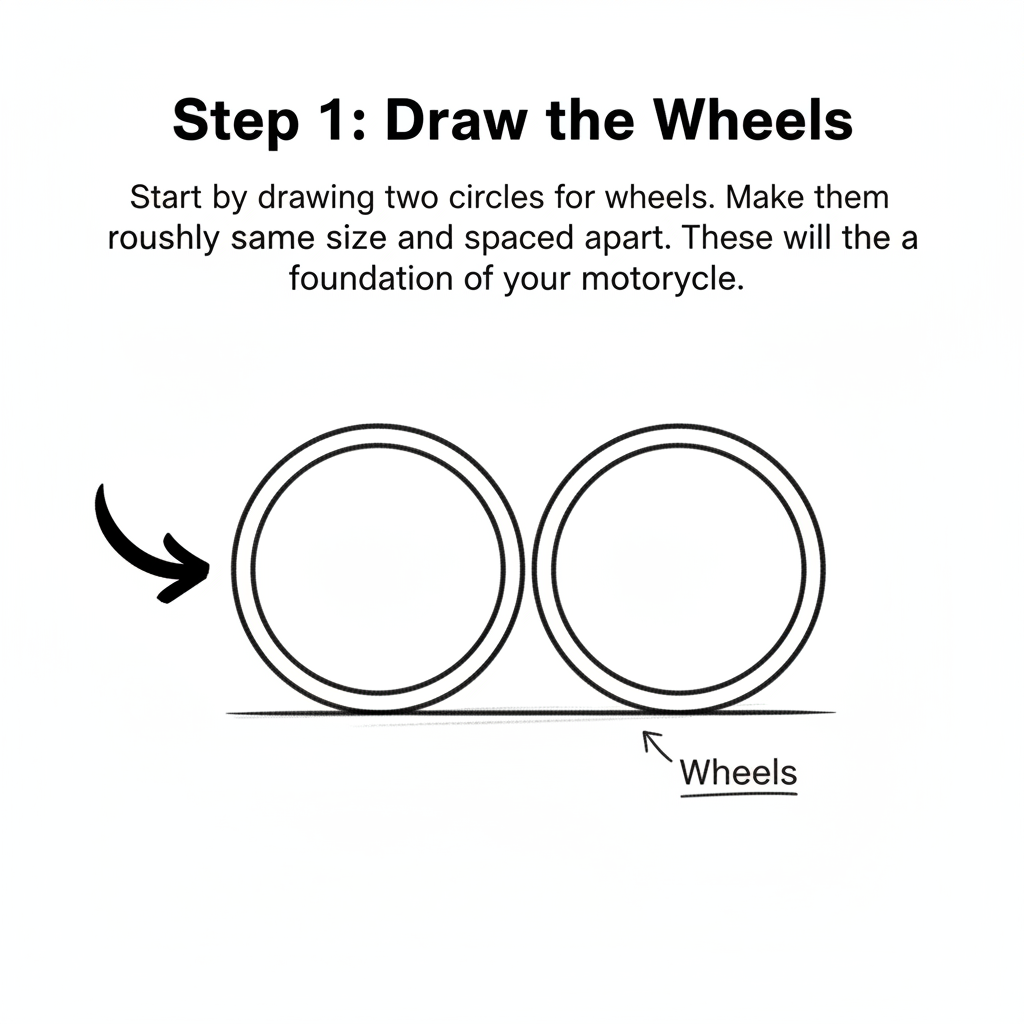 Step 1: Draw the Wheels
Start by drawing two circles for wheels. Make them
roushly same size and spaced apart. These will the a
foundation of your motorycle.
Wheels